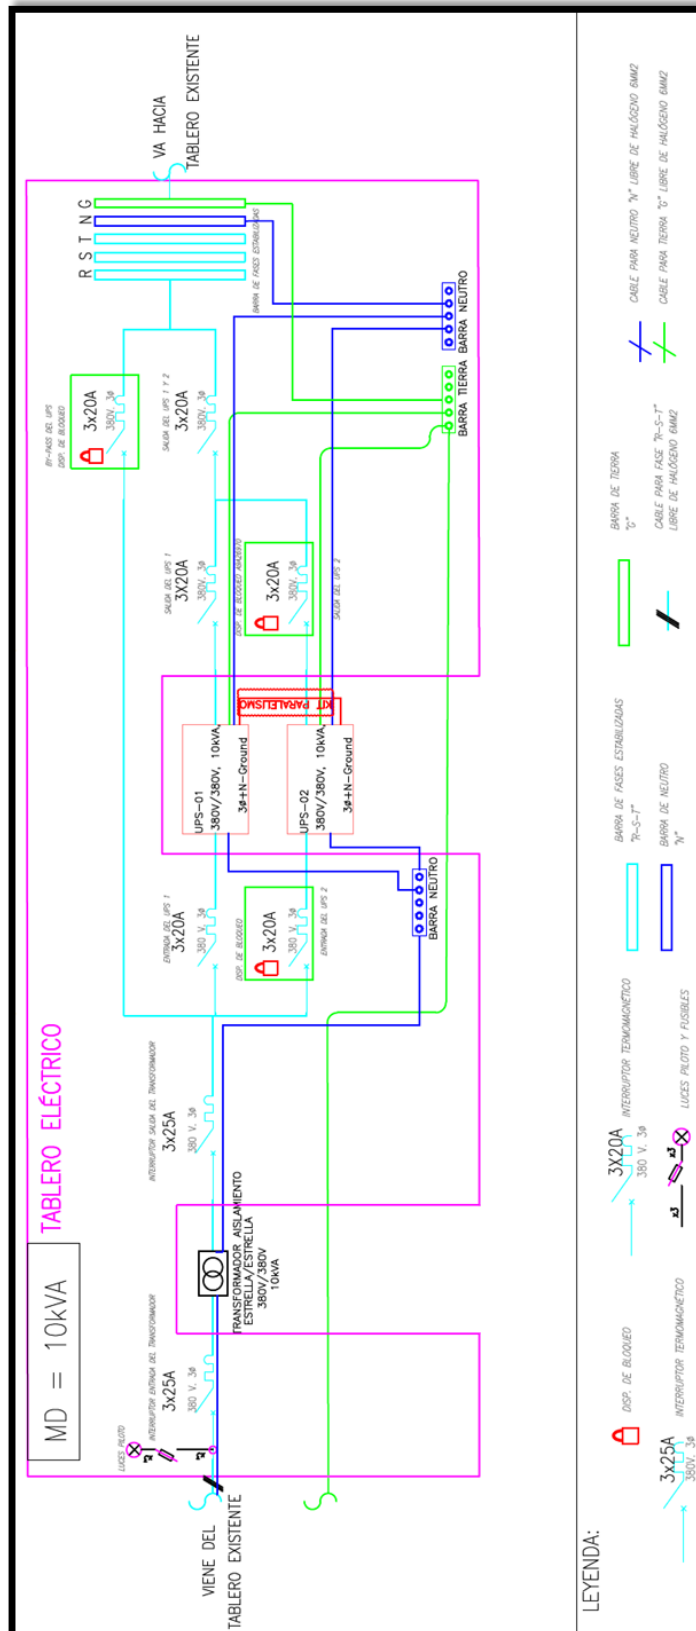 MD = 10kVA
TABLERO ELÉCTRICO
VIENE DEL
TABLERO EXISTENTE
LUCES PILOTO
x3
x3
INTERRUPTOR ENTRADA DEL TRANSFORMADOR
3x25A
380 V. 3ø
TRANSFORMADOR AISLAMIENTO
ESTRELLA/ESTRELLA
380V/380V
10kVA
INTERRUPTOR SALIDA DEL TRANSFORMADOR
3x25A
380 V. 3ø
ENTRADA DEL UPS 1
3x20A
380 V. 3ø
DISP. DE BLOQUEO
3x20A
380 V. 3ø
ENTRADA DEL UPS 2
BARRA NEUTRO
UPS-01
380V/380V, 10kVA,
3ø+N-Ground
UPS-02
380V/380V, 10kVA,
3ø+N-Ground
KIT PARALELISMO
SALIDA DEL UPS 1
3X20A
380V. 3ø
DISP. DE BLOQUEO
3x20A
380V. 3ø
SALIDA DEL UPS 2
BY-PASS DEL UPS
DISP. DE BLOQUEO
3x20A
380V. 3ø
SALIDA DEL UPS 1 Y 2
3x20A
380V. 3ø
BARRA TIERRA
BARRA NEUTRO
R S T N G
BARRA DE FASES ESTABILIZADAS
VA HACIA
TABLERO EXISTENTE
LEYENDA:
DISP. DE BLOQUEO
3x25A
380V. 3ø
INTERRUPTOR TERMOMAGNÉTICO
3X20A
380 V. 3ø
INTERRUPTOR TERMOMAGNÉTICO
x3
x3
LUCES PILOTO Y FUSIBLES
BARRA DE FASES ESTABILIZADAS
"R-S-T"
BARRA DE NEUTRO
"N"
BARRA DE TIERRA
"G"
CABLE PARA FASE "R-S-T"
LIBRE DE HALÓGENO 6MM2
CABLE PARA NEUTRO "N" LIBRE DE HALÓGENO 6MM2
CABLE PARA TIERRA "G" LIBRE DE HALÓGENO 6MM2